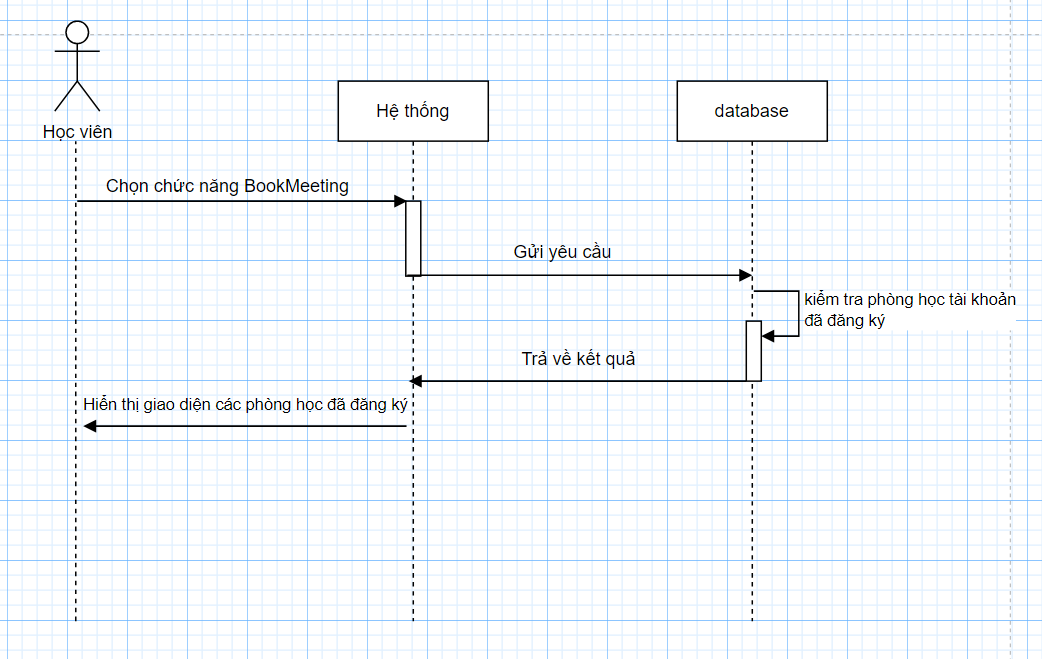 Học viên
Hệ thống
database
Chọn chức năng BookMeeting
Gửi yêu cầu
kiểm tra phòng học tài khoản
đã đăng ký
Trả về kết quả
Hiển thị giao diện các phòng học đã đăng ký